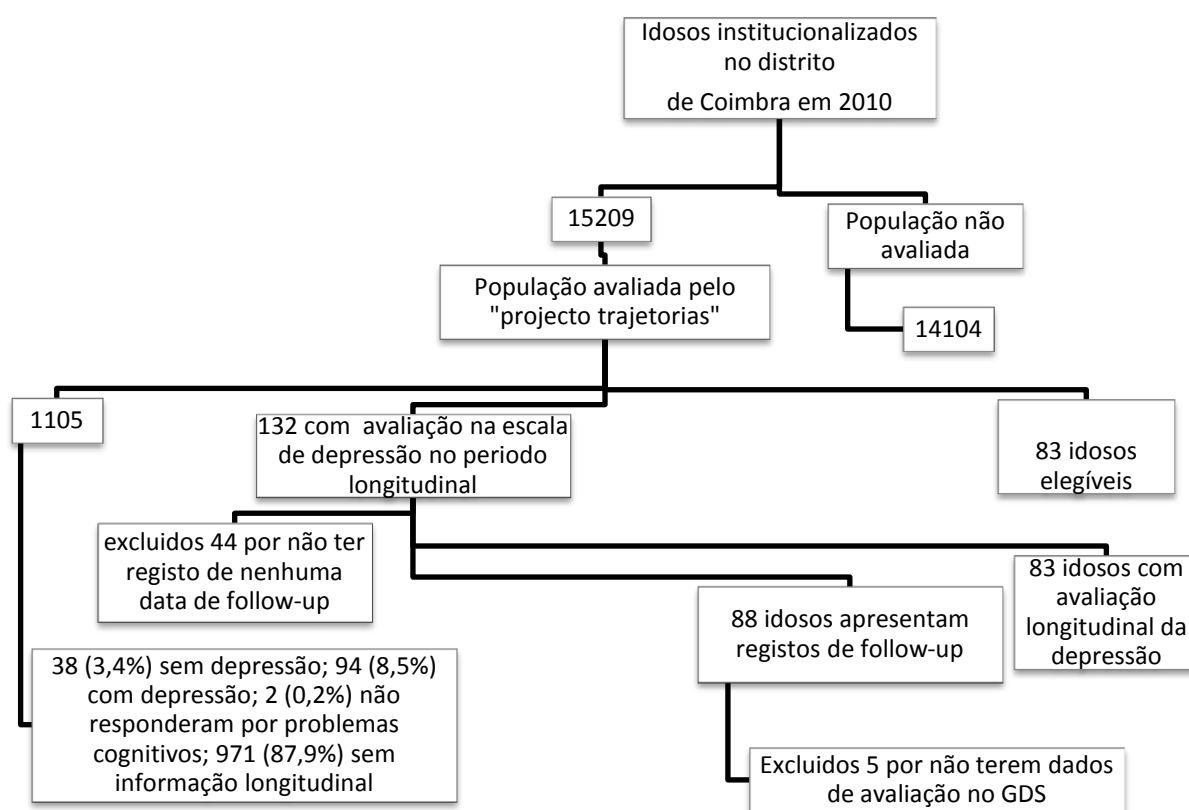 Idosos institucionalizados
no distrito
de Coimbra em 2010
15209
População não
avaliada
População avaliada pelo
"projecto trajetorias"
14104
1105
132 com avaliação na escala
de depressão no periodo
longitudinal
83 idosos
elegíveis
excluidos 44 por não ter
registo de nenhuma
data de follow-up
88 idosos apresentam
registos de follow-up
83 idosos com
avaliação
longitudinal da
depressão
38 (3,4%) sem depressão; 94 (8,5%)
com depressão; 2 (0,2%) não
responderam por problemas
cognitivos; 971 (87,9%) sem
informação longitudinal
Excluidos 5 por não terem dados
de avaliação no GDS